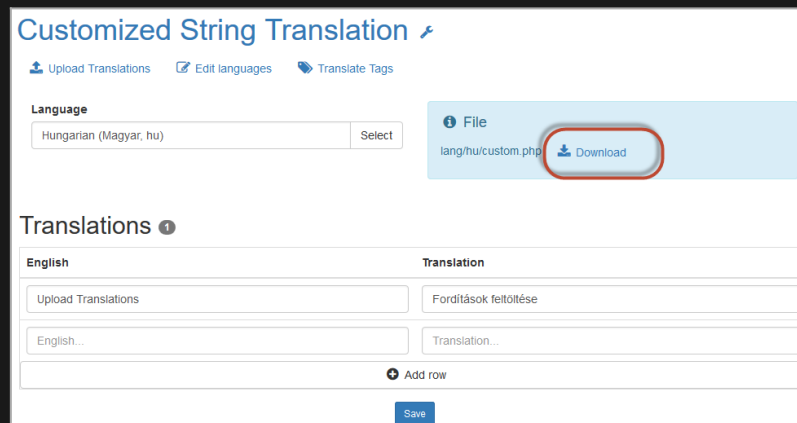 Customized String Translation
Upload Translations Edit languages Translate Tags
Language
Hungarian (Magyar, hu) Select
File
lang/hu/custom.php Download
Translations 1
English Translation
Upload Translations Fordítások feltöltése
English... Translation...
Add row
Save